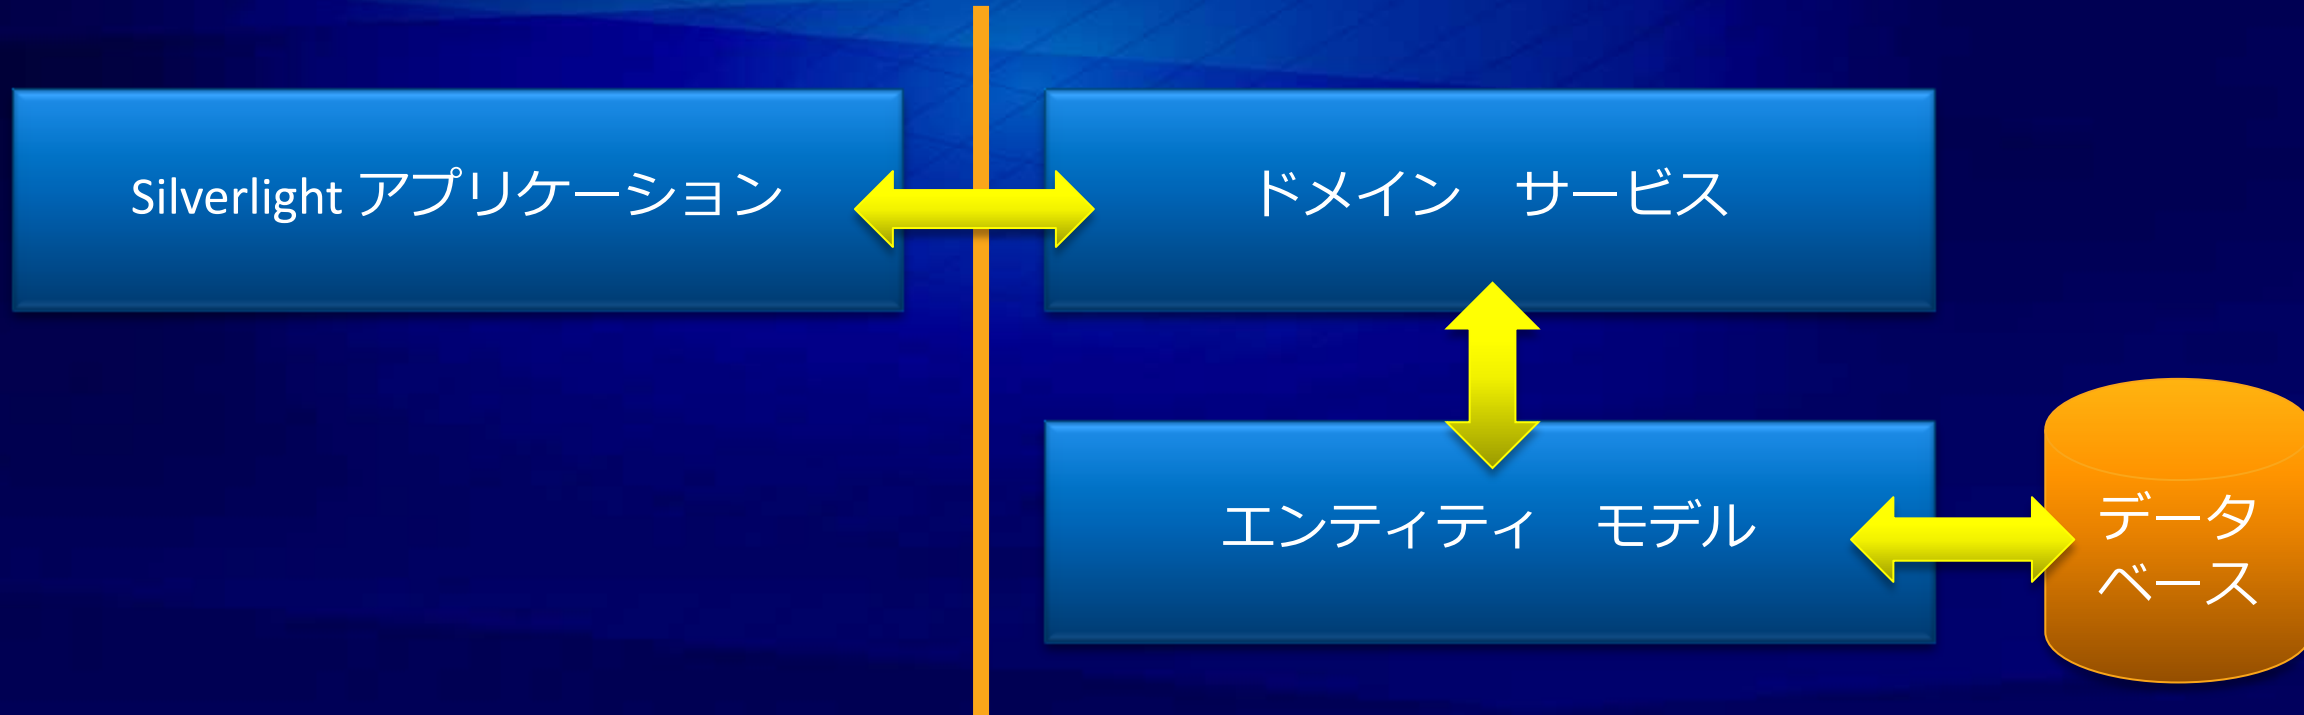 Silverlight アプリケーション
ドメイン　サービス
エンティティ　モデル
データ
ベース